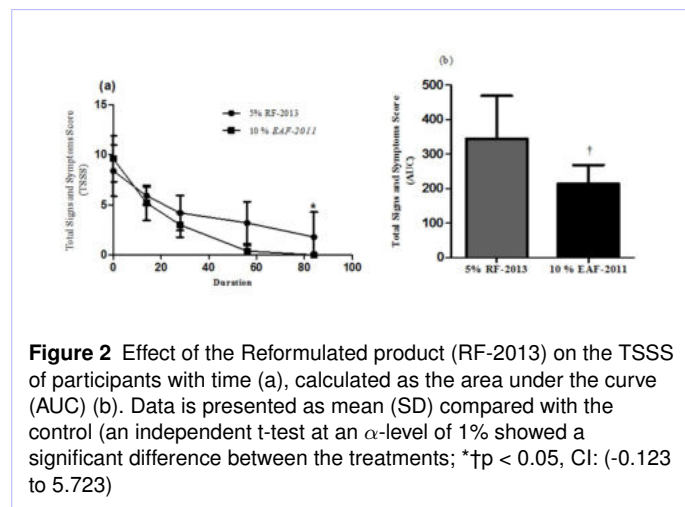 (a)
Total Signs and Symptoms Score
(TSSS)
15
10
5
0
5% RF-2013
10 % EAF-2011
*
0 20 40 60 80 100
Duration
(b)
Total Signs and Symptoms Score
(AUC)
500
400
300
200
100
0
†
5% RF-2013 10 % EAF-2011
Figure 2 Effect of the Reformulated product (RF-2013) on the TSSS
of participants with time (a), calculated as the area under the curve
(AUC) (b). Data is presented as mean (SD) compared with the
control (an independent t-test at an α-level of 1% showed a
significant difference between the treatments; *†p < 0.05, CI: (-0.123
to 5.723)